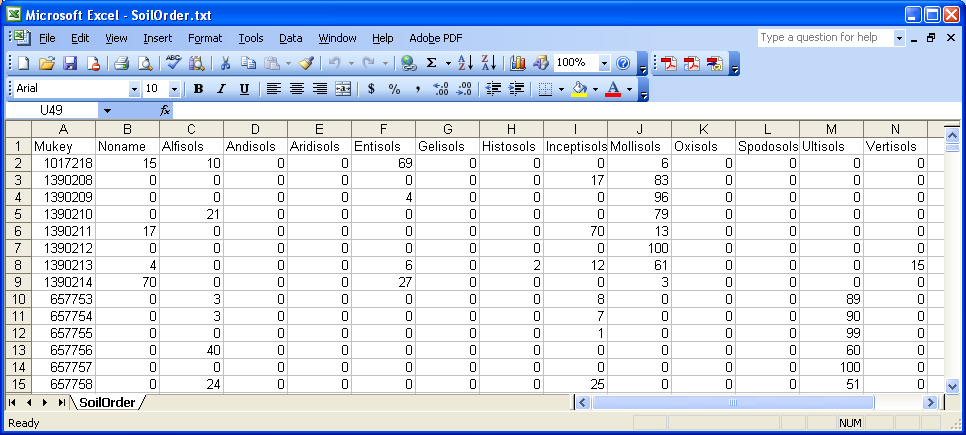 Microsoft Excel - SoilOrder.txt
File Edit View Insert Format Tools Data Window Help Adobe PDF Type a question for help
100%
Arial 10 B I U $ % ,
U49 fx
A B C D E F G H I J K L M N
1 Mukey Noname Alfisols Andisols Aridisols Entisols Gelisols Histosols Inceptisols Mollisols Oxisols Spodosols Ultisols Vertisols
2 1017218 15 10 0 0 69 0 0 0 6 0 0 0 0
3 1390208 0 0 0 0 0 0 0 17 83 0 0 0 0
4 1390209 0 0 0 0 4 0 0 0 96 0 0 0 0
5 1390210 0 21 0 0 0 0 0 0 79 0 0 0 0
6 1390211 17 0 0 0 0 0 0 70 13 0 0 0 0
7 1390212 0 0 0 0 0 0 0 0 100 0 0 0 0
8 1390213 4 0 0 0 6 0 2 12 61 0 0 0 15
9 1390214 70 0 0 0 27 0 0 0 3 0 0 0 0
10 657753 0 3 0 0 0 0 0 8 0 0 0 89 0
11 657754 0 3 0 0 0 0 0 7 0 0 0 90 0
12 657755 0 0 0 0 0 0 0 1 0 0 0 99 0
13 657756 0 40 0 0 0 0 0 0 0 0 0 60 0
14 657757 0 0 0 0 0 0 0 0 0 0 0 100 0
15 657758 0 24 0 0 0 0 0 25 0 0 0 51 0
SoilOrder
Ready NUM